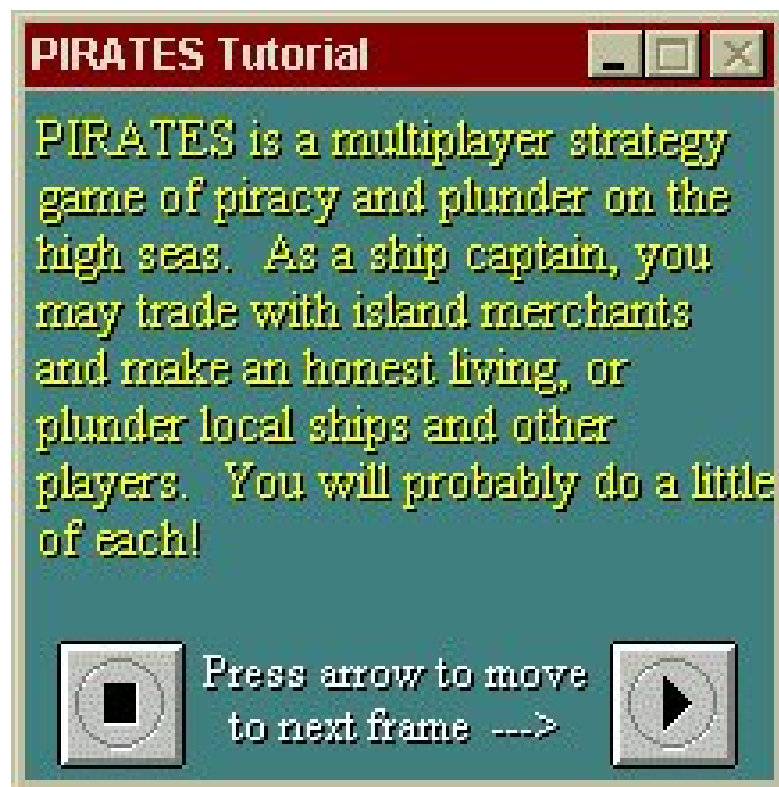 PIRATES Tutorial
PIRATES is a multiplayer strategy
game of piracy and plunder on the
high seas.  As a ship captain, you
may trade with island merchants
and make an honest living, or
plunder local ships and other
players.  You will probably do a little
of each!
Press arrow to move
to next frame --->